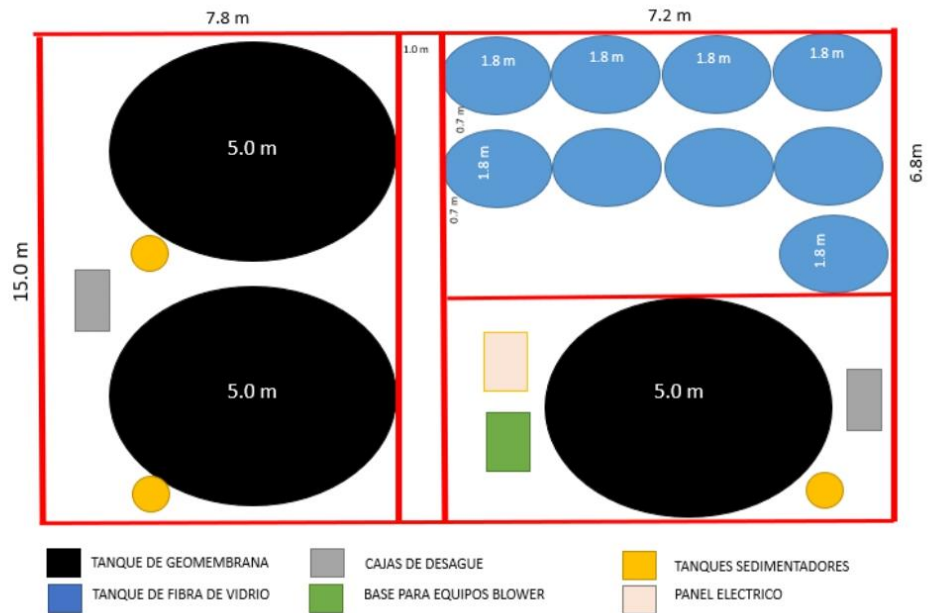 7.8 m
7.2 m
1.0 m
1.8 m
1.8 m
1.8 m
1.8 m
5.0 m
0.7 m
1.8 m
6.8m
0.7 m
1.8 m
15.0 m
5.0 m
5.0 m
TANQUE DE GEOMEMBRANA
CAJAS DE DESAGUE
TANQUES SEDIMENTADORES
TANQUE DE FIBRA DE VIDRIO
BASE PARA EQUIPOS BLOWER
PANEL ELECTRICO